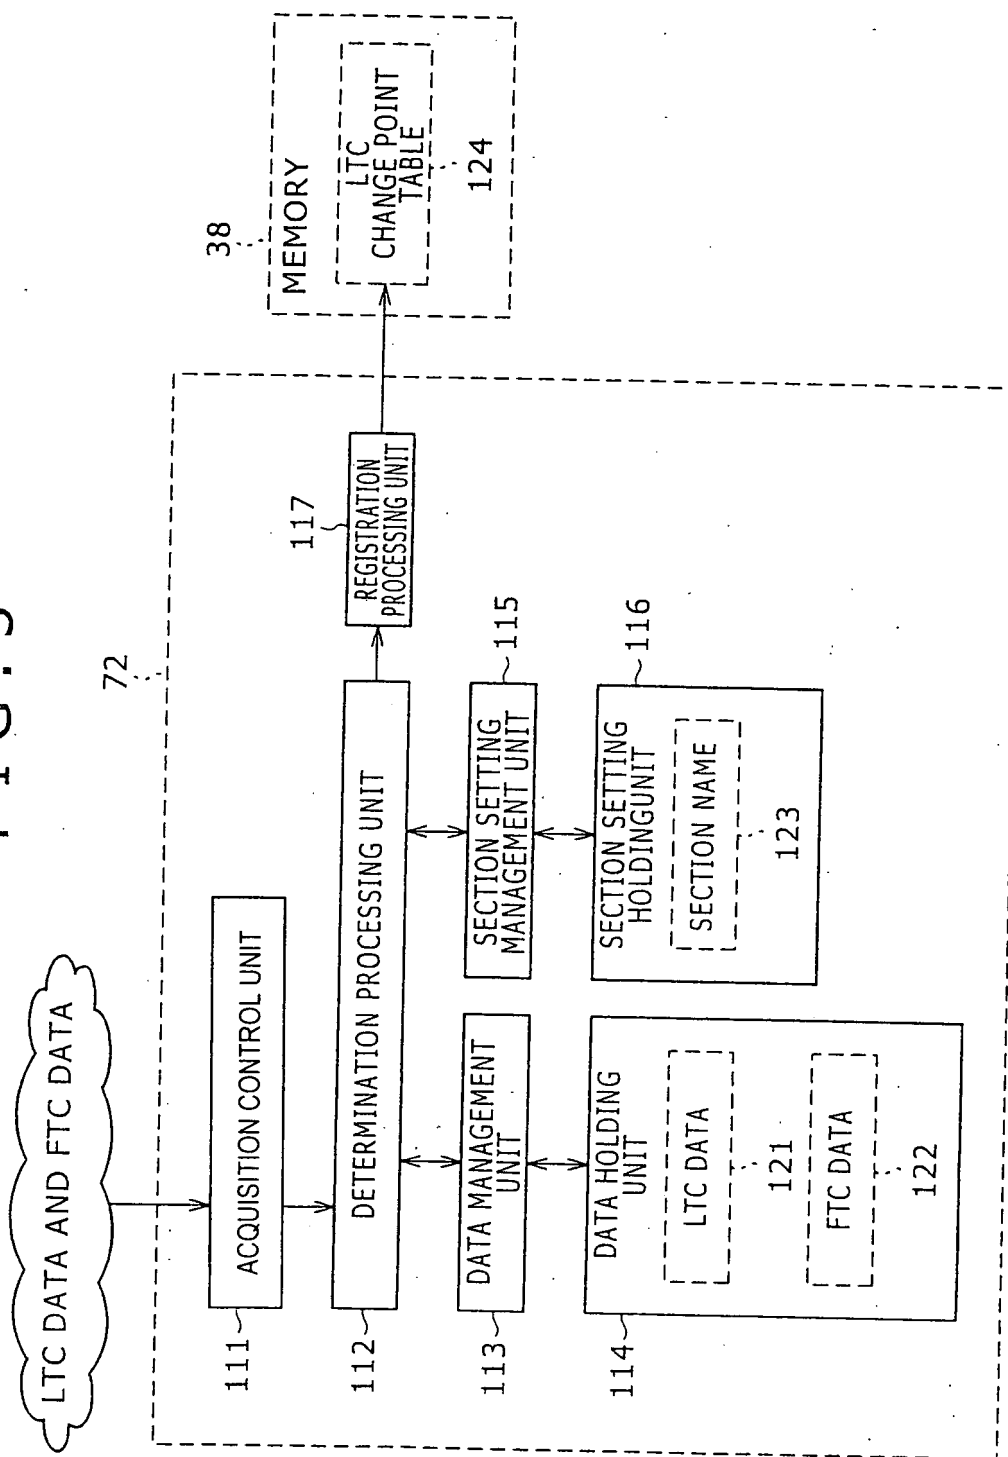 LTC DATA AND FTC DATA
72
111
ACQUISITION CONTROL UNIT
112
DETERMINATION PROCESSING UNIT
117
REGISTRATION
PROCESSING UNIT
38
MEMORY
LTC
CHANGE POINT
TABLE
124
113
DATA MANAGEMENT
UNIT
115
SECTION SETTING
MANAGEMENT UNIT
114
DATA HOLDING
UNIT
LTC DATA
121
FTC DATA
122
116
SECTION SETTING
HOLDINGUNIT
SECTION NAME
123